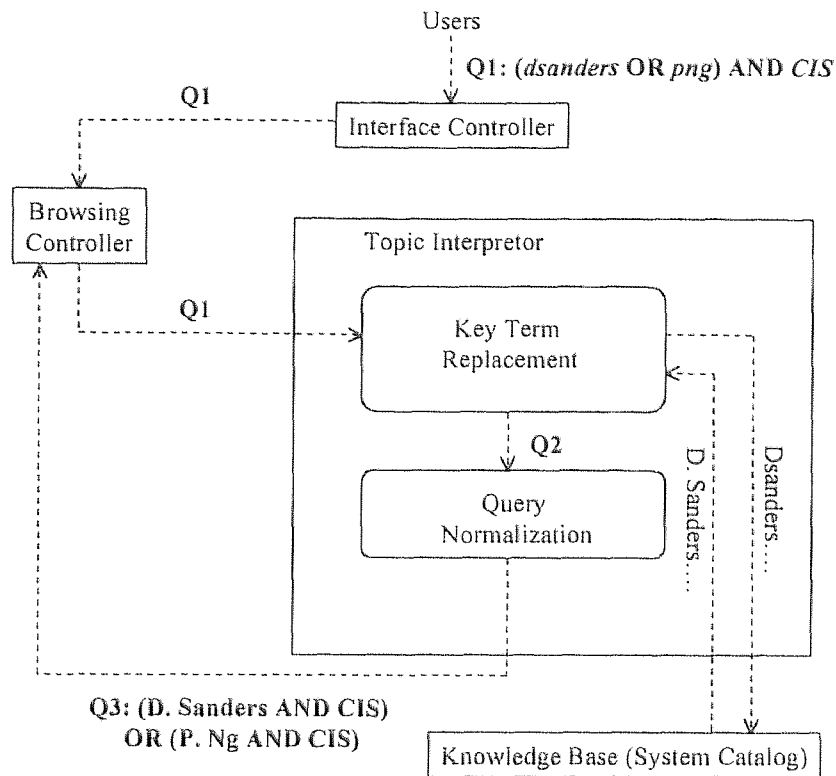 Users
Q1: (dsanders OR png) AND CIS
Q1
Interface Controller
Browsing
Controller
Topic Interpretor
Q1
Key Term
Replacement
Q2
D. Sanders.....
Dsanders.....
Query
Normalization
Q3: (D. Sanders AND CIS)
OR (P. Ng AND CIS)
Knowledge Base (System Catalog)